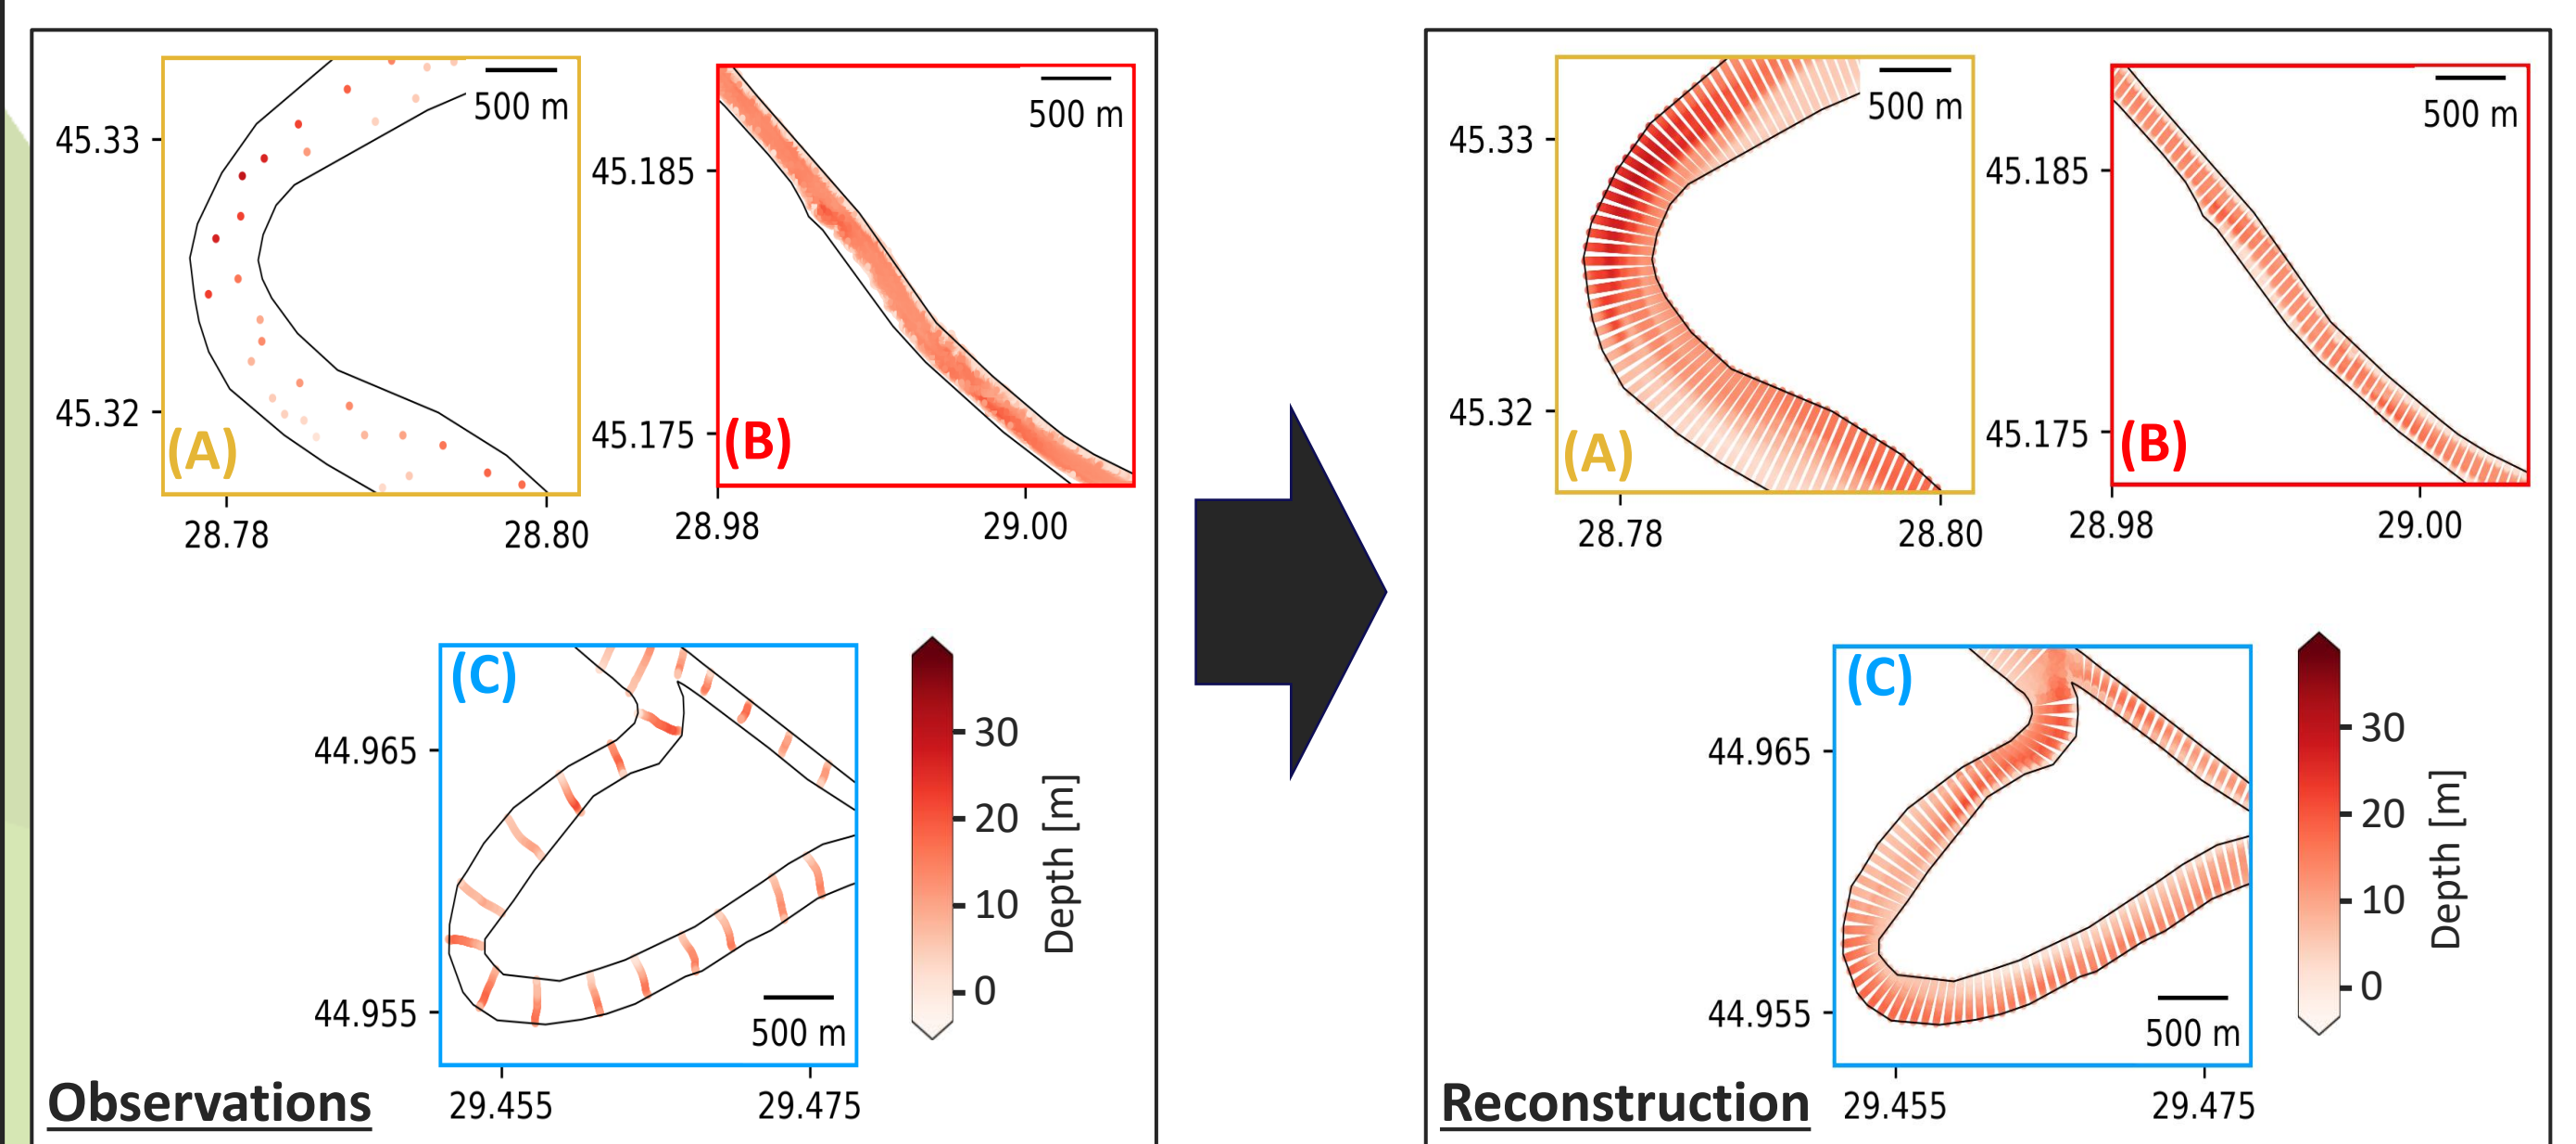 500 m
45.33
45.32
(A)
28.78
28.80
500 m
45.185
45.175
(B)
28.98
29.00
(C)
44.965
44.955
500 m
29.455
29.475
30
20
10
0
Depth [m]
Observations
500 m
45.33
45.32
(A)
28.78
28.80
500 m
45.185
45.175
(B)
28.98
29.00
(C)
44.965
44.955
500 m
29.455
29.475
30
20
10
0
Depth [m]
Reconstruction